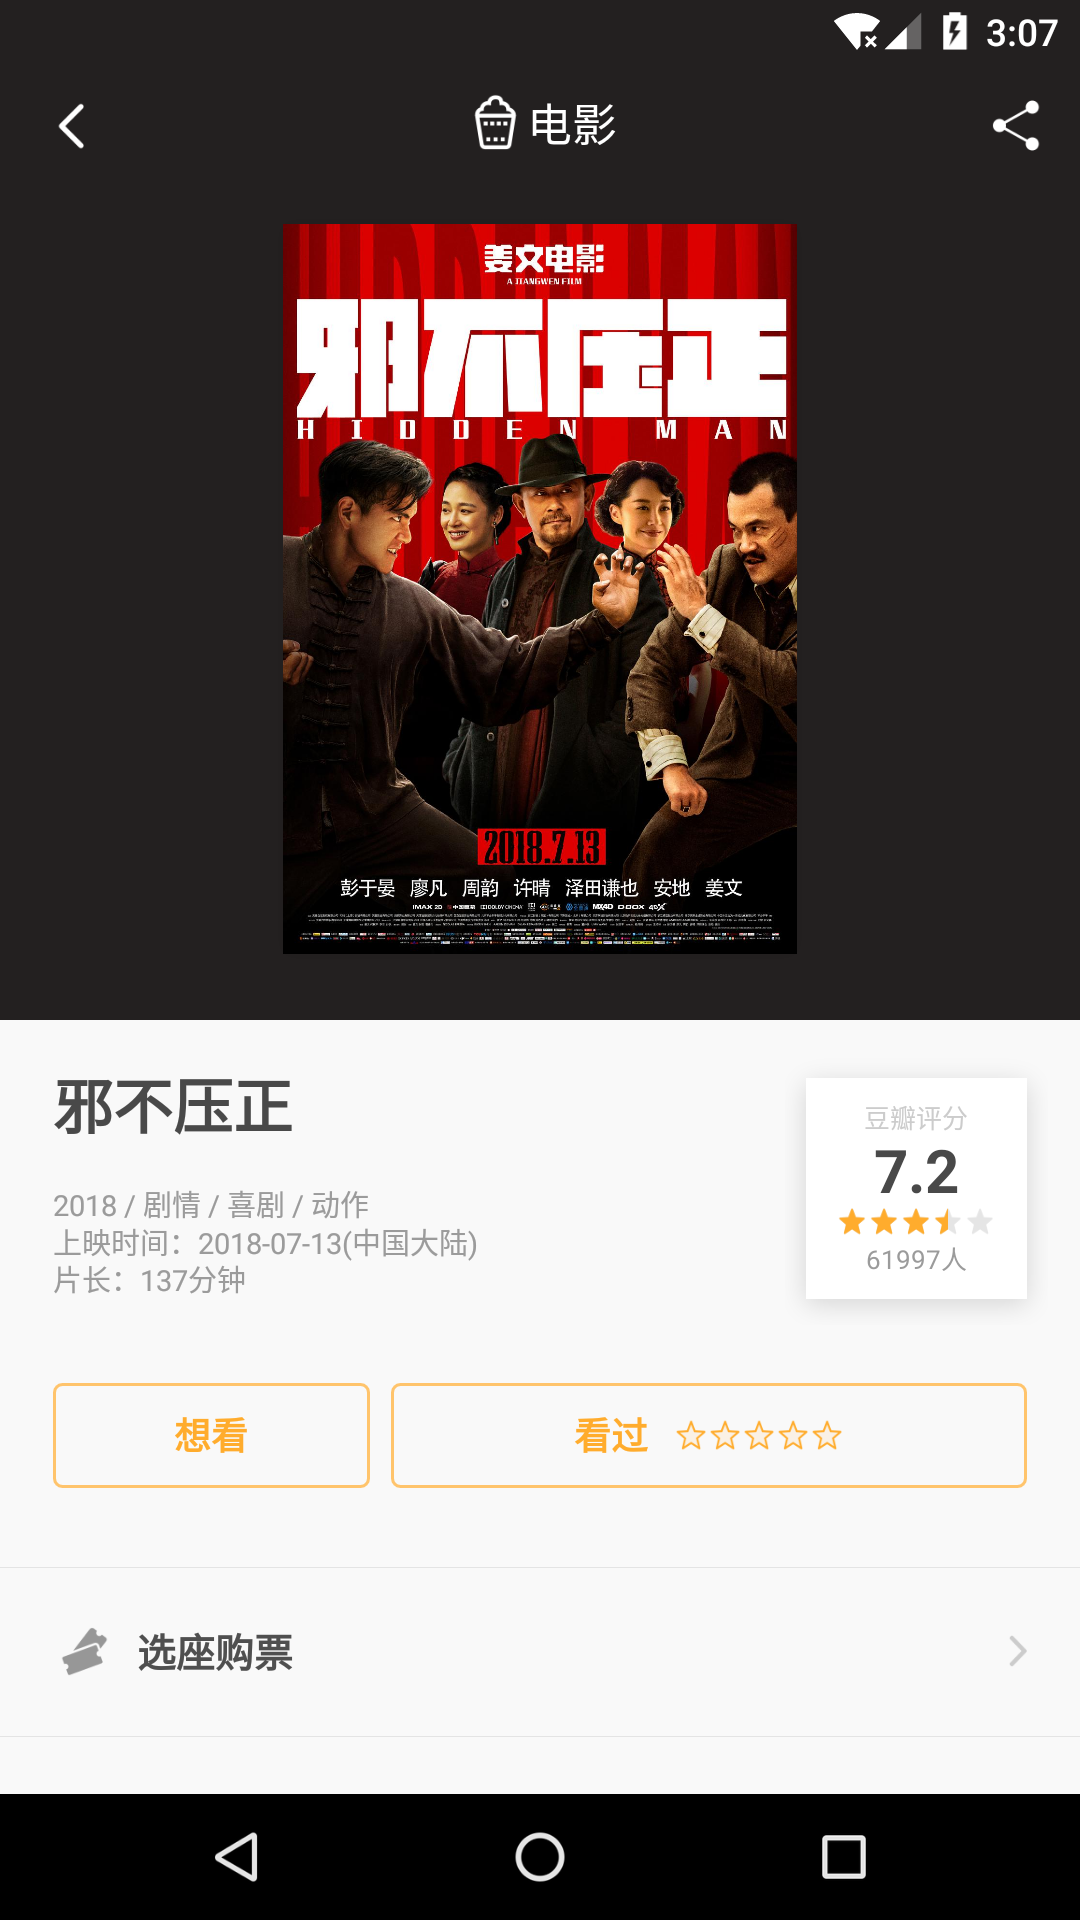 3:07
电影
姜文电影
A JIANGWEN FILM
邪不压正
HIDDEN MAN
2018.7.13
彭于晏 廖凡 周韵 许晴 泽田谦也 安地 姜文
邪不压正
豆瓣评分
7.2
61997人
2018 / 剧情 / 喜剧 / 动作
上映时间：2018-07-13(中国大陆)
片长：137分钟
想看
看过
选座购票